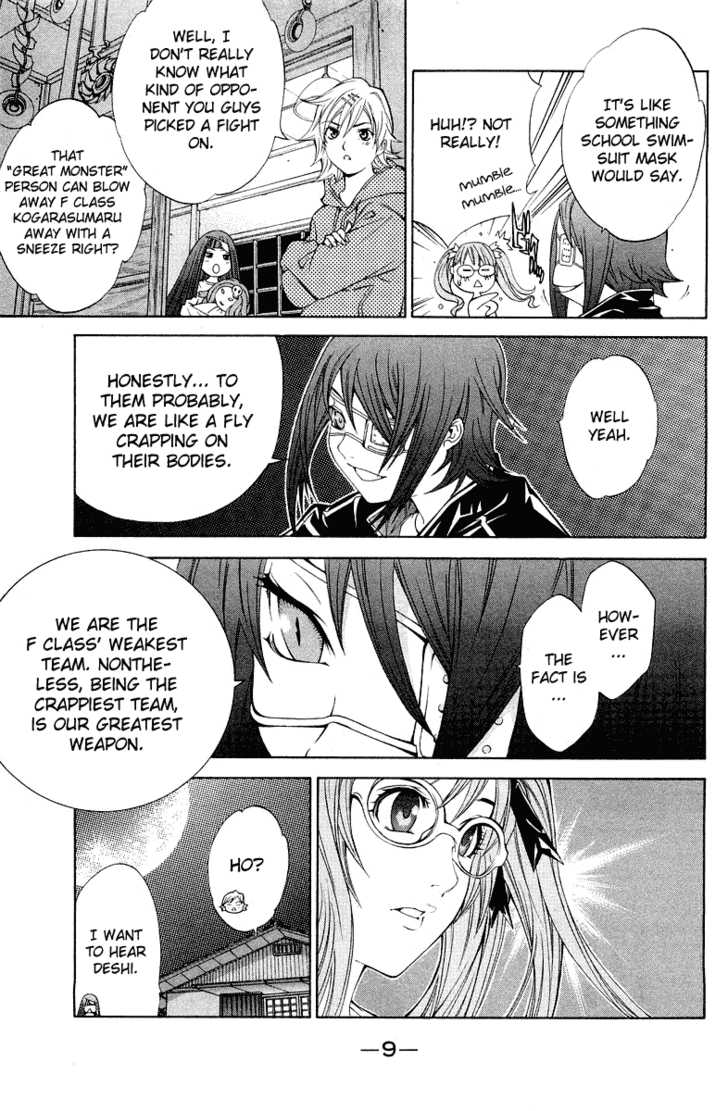 IT'S LIKE
SOMETHING
SCHOOL SWIM-
SUIT MASK
WOULD SAY.
HUH!? NOT
REALLY!
mumble
mumble...
WELL, I
DON'T REALLY
KNOW WHAT
KIND OF OPPO-
NENT YOU GUYS
PICKED A FIGHT
ON.
THAT
"GREAT MONSTER"
PERSON CAN BLOW
AWAY F CLASS
KOGARASUMARU
AWAY WITH A
SNEEZE RIGHT?
WELL
YEAH.
HONESTLY... TO
THEM PROBABLY,
WE ARE LIKE A FLY
CRAPPING ON
THEIR BODIES.
HOW-
EVER
...
THE
FACT IS
...
WE ARE THE
F CLASS' WEAKEST
TEAM. NONTHE-
LESS, BEING THE
CRAPPIEST TEAM,
IS OUR GREATEST
WEAPON.
HO?
I WANT
TO HEAR
DESHI.
—9—